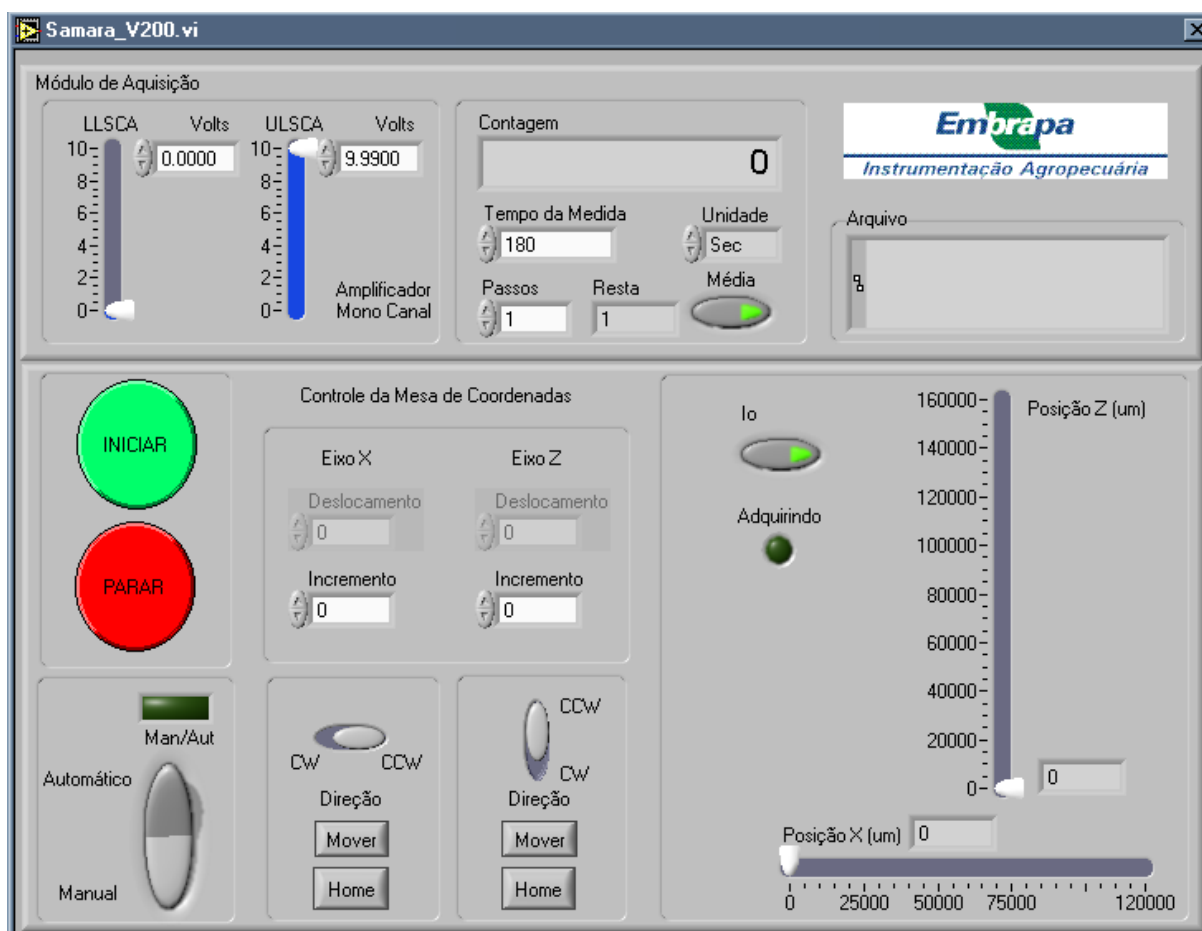 Samara_V200.vi
Módulo de Aquisição
LLSCA Volts ULSCA Volts
10 0.0000 10 9.9900
8 8
6 6
4 4
2 2
0 0
Amplificador
Mono Canal
Contagem
0
Tempo da Medida Unidade
180 Sec
Passos Resta Média
1 1
Embrapa
Instrumentação Agropecuária
Arquivo
INICIAR
PARAR
Controle da Mesa de Coordenadas
Eixo X Eixo Z
Deslocamento Deslocamento
0 0
Incremento Incremento
0 0
Man/Aut
Automático
Manual
CW CCW
Direção
Mover
Home
CCW
CW
Direção
Mover
Home
Io
Adquirindo
160000 Posição Z (um)
140000
120000
100000
80000
60000
40000
20000
0 0
Posição X (um) 0
0 25000 50000 75000 120000